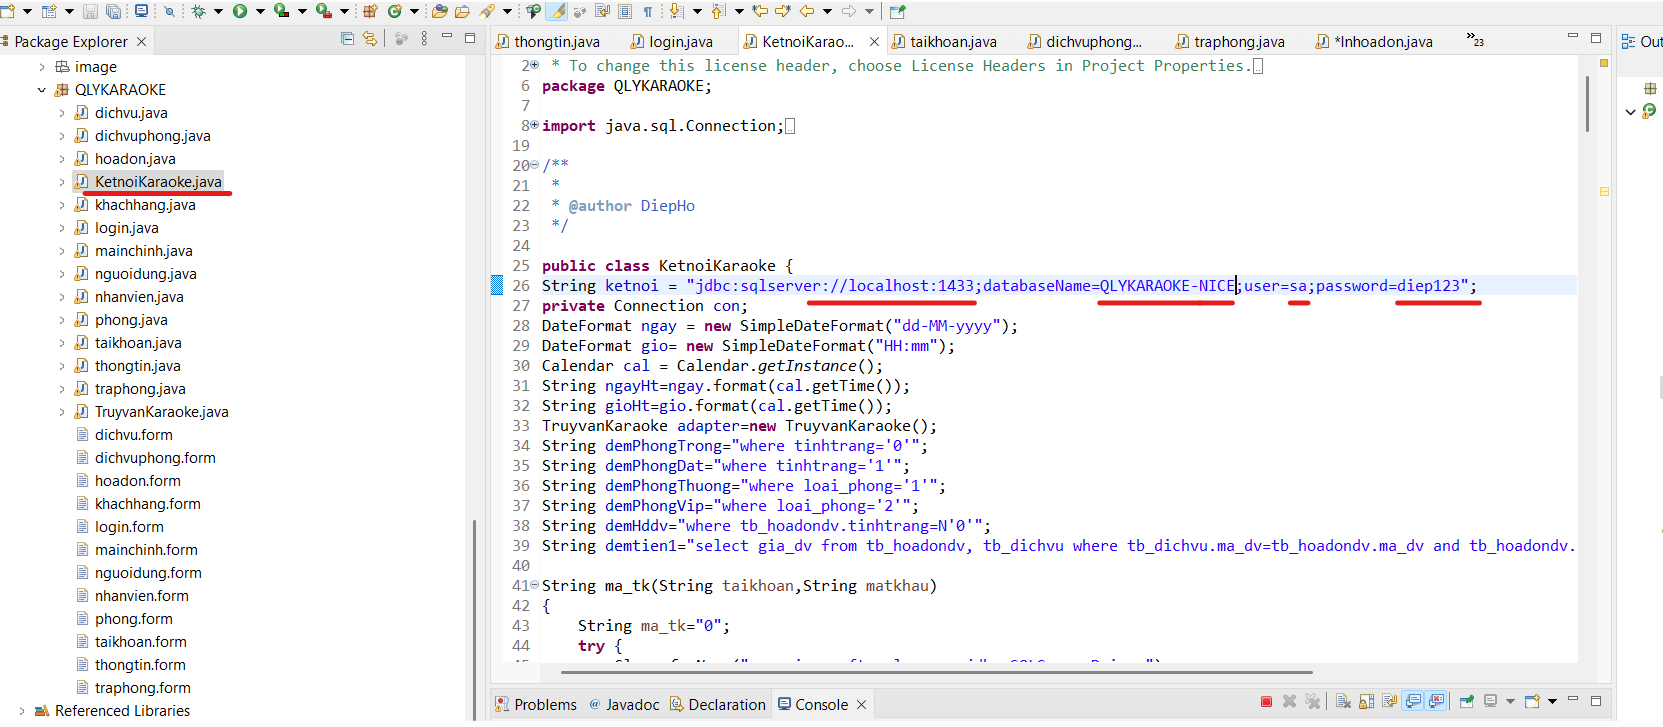 Package Explorer
image
QLYKARAOKE
dichvu.java
dichvuphong.java
hoadon.java
KetnoiKaraoke.java
khachhang.java
login.java
mainchinh.java
nguoidung.java
nhanvien.java
phong.java
taikhoan.java
thongtin.java
traphong.java
TruyvanKaraoke.java
dichvu.form
dichvuphong.form
hoadon.form
khachhang.form
login.form
mainchinh.form
nguoidung.form
nhanvien.form
phong.form
taikhoan.form
thongtin.form
traphong.form
Referenced Libraries
thongtin.java login.java KetnoiKarao... taikhoan.java dichvuphong... traphong.java *Inhoadon.java »23
2 * To change this license header, choose License Headers in Project Properties.
6 package QLYKARAOKE;
7
8 import java.sql.Connection;
19
20 /**
21 *
22 * @author DiepHo
23 */
24
25 public class KetnoiKaraoke {
26 String ketnoi = "jdbc:sqlserver://localhost:1433;databaseName=QLYKARAOKE-NICE;user=sa;password=diep123";
27 private Connection con;
28 DateFormat ngay = new SimpleDateFormat("dd-MM-yyyy");
29 DateFormat gio= new SimpleDateFormat("HH:mm");
30 Calendar cal = Calendar.getInstance();
31 String ngayHt=ngay.format(cal.getTime());
32 String gioHt=gio.format(cal.getTime());
33 TruyvanKaraoke adapter=new TruyvanKaraoke();
34 String demPhongTrong="where tinhtrang='0'";
35 String demPhongDat="where tinhtrang='1'";
36 String demPhongThuong="where loai_phong='1'";
37 String demPhongVip="where loai_phong='2'";
38 String demHddv="where tb_hoadondv.tinhtrang=N'0'";
39 String demtien1="select gia_dv from tb_hoadondv, tb_dichvu where tb_dichvu.ma_dv=tb_hoadondv.ma_dv and tb_hoadondv.
40
41 String ma_tk(String taikhoan,String matkhau)
42 {
43 String ma_tk="0";
44 try {
Problems @ Javadoc Declaration Console
Out